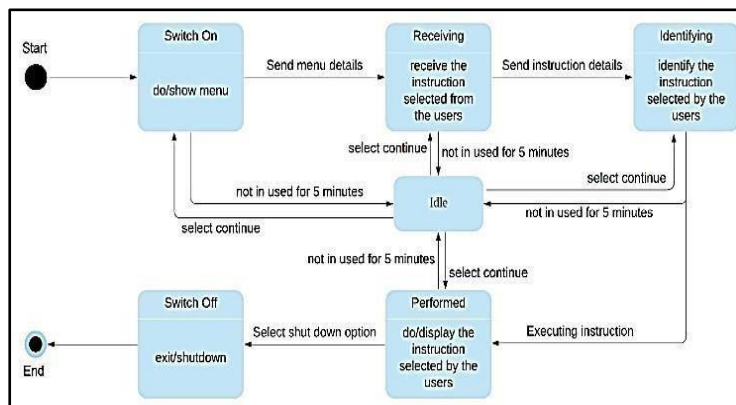 Switch On
Receiving
Identifying
Start
Send menu details
Send instruction details
do/show menu
receive the
instruction
selected from
the users
identify the
instruction
selected by the
users
select continue
not in used for 5 minutes
select continue
not in used for 5 minutes
Idle
not in used for 5 minutes
select continue
not in used for 5 minutes
select continue
Switch Off
Performed
Select shut down option
Executing instruction
do/display the
instruction
selected by the
users
exit/shutdown
End